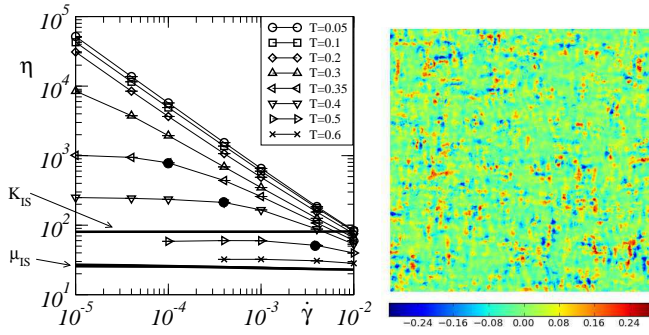 10^5
η
10^4
10^3
10^2
10^1
K_IS
μ_IS
T=0.05
T=0.1
T=0.2
T=0.3
T=0.35
T=0.4
T=0.5
T=0.6
10^-5 10^-4 γ̇ 10^-3 10^-2
−0.24 −0.16 −0.08 0.00 0.08 0.16 0.24